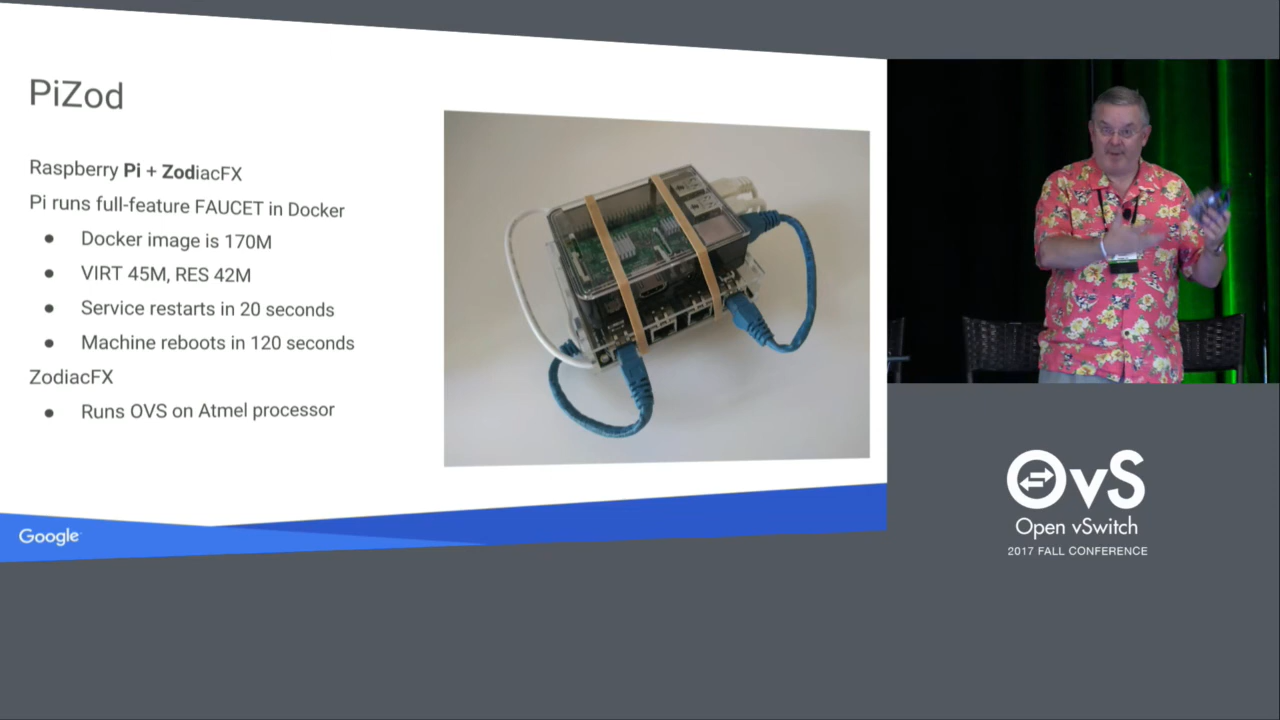 PiZod
Raspberry Pi + ZodiacFX
Pi runs full-feature FAUCET in Docker
● Docker image is 170M
● VIRT 45M, RES 42M
● Service restarts in 20 seconds
● Machine reboots in 120 seconds
ZodiacFX
● Runs OVS on Atmel processor
Google
OvS
Open vSwitch
2017 FALL CONFERENCE